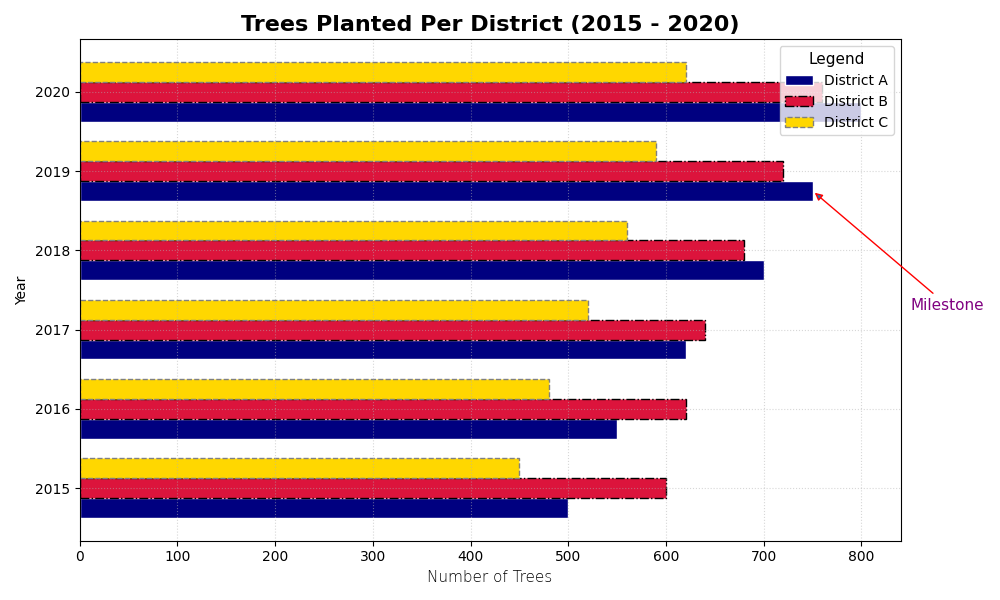 Trees Planted Per District (2015 - 2020)
Legend
District A
District B
District C
2020
2019
2018
2017
2016
2015
Year
Milestone
0 100 200 300 400 500 600 700 800
Number of Trees